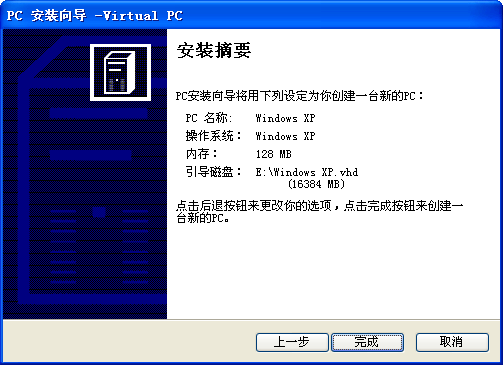 PC 安装向导 -Virtual PC
安装摘要
PC安装向导将用下列设定为你创建一台新的PC：
PC 名称: Windows XP
操作系统： Windows XP
内存： 128 MB
引导磁盘： E:\Windows XP.vhd
(16384 MB)
点击后退按钮来更改你的选项，点击完成按钮来创建一
台新的PC。
上一步 完成 取消